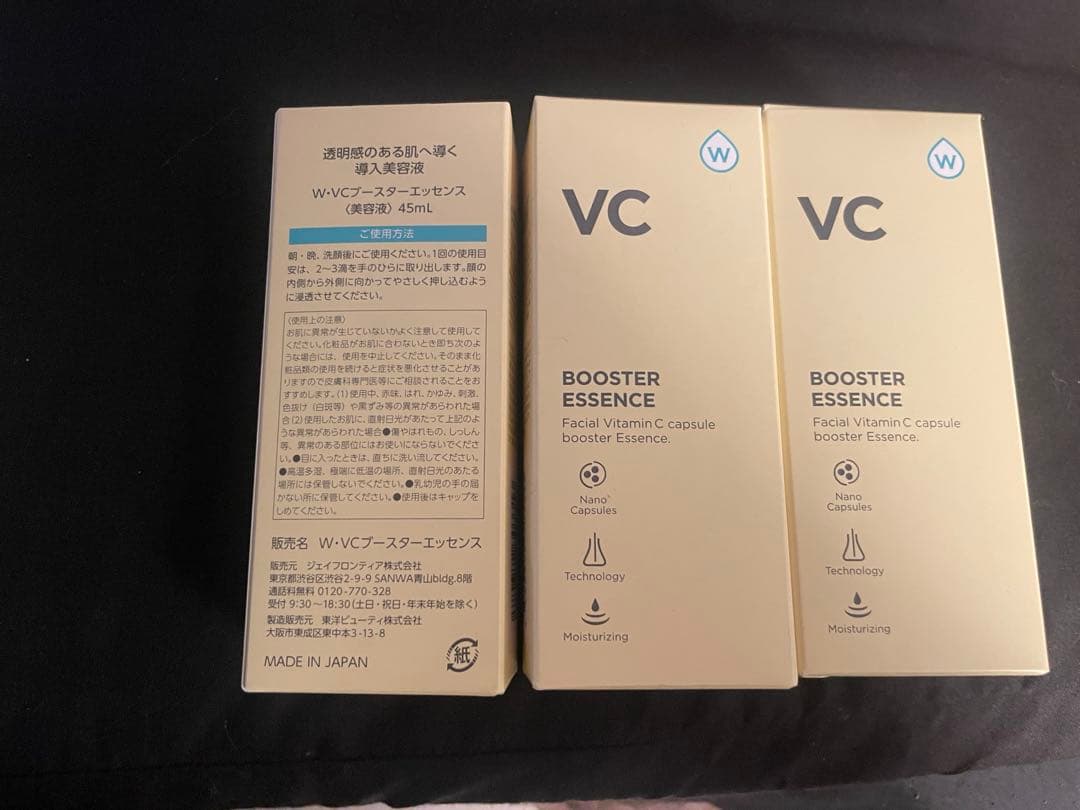 透明感のある肌へ導く
導入美容液
W・VCブースターエッセンス
〈美容液〉 45mL
ご使用方法
朝・晩、洗顔後にご使用ください。1回の使用目
安は、2〜3滴を手のひらに取り出します。顔の
内側から外側に向かってやさしく押し込むよう
に浸透させてください。
〈使用上の注意〉
お肌に異常が生じていないかよく注意して使用して
ください。化粧品がお肌に合わないとき即ち次のよ
うな場合には、使用を中止してください。そのまま化
粧品類の使用を続けると症状を悪化させることがあ
りますので皮膚科専門医等にご相談されることをお
すすめします。(1)使用中、赤味、はれ、かゆみ、刺激、
色抜け(白斑等)や黒ずみ等の異常があらわれた場
合(2)使用したお肌に、直射日光があたって上記のよ
うな異常があらわれた場合●傷やはれもの、しっしん
等、異常のある部位にはお使いにならないでくださ
い。●目に入ったときは、直ちに洗い流してください。
●高温多湿、極端に低温の場所、直射日光のあたる
場所には保管しないでください。●乳幼児の手の届
かない所に保管してください。●使用後はキャップを
しめてください。
販売名 W・VCブースターエッセンス
販売元 ジェイフロンティア株式会社
東京都渋谷区渋谷2-9-9 SANWA青山bldg.8階
通話料無料 0120-770-328
受付 9:30〜18:30(土日・祝日・年末年始を除く)
製造販売元 東洋ビューティ株式会社
大阪市東成区東中本3-13-8
MADE IN JAPAN
紙
W
VC
BOOSTER
ESSENCE
Facial Vitamin C capsule
booster Essence.
Nano
Capsules
Technology
Moisturizing
W
VC
BOOSTER
ESSENCE
Facial Vitamin C capsule
booster Essence.
Nano
Capsules
Technology
Moisturizing